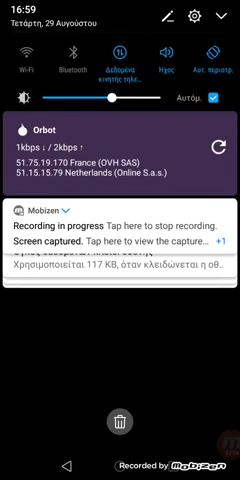 16:59
Τετάρτη, 29 Αυγούστου
Wi-Fi
Bluetooth
Δεδομένα
κινητής τηλε...
Ήχος
Αυτ. περιστρ.
Αυτόμ.
Orbot
1kbps ↓ / 2kbps ↑
51.75.19.170 France (OVH SAS)
51.15.15.79 Netherlands (Online S.a.s.)
Mobizen
Recording in progress Tap here to stop recording.
Screen captured. Tap here to view the capture... +1
Χρησιμοποιείται 117 KB, όταν κλειδώνεται η οθ...
Recorded by mobizen